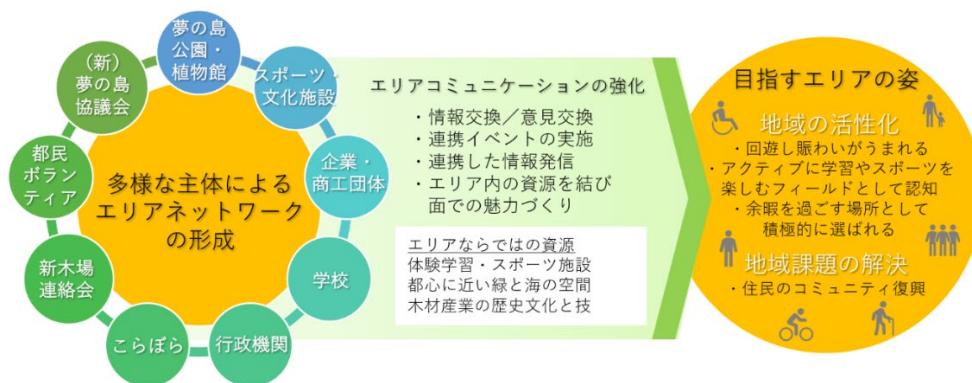 夢の島
公園・
植物館
スポーツ・
文化施設
企業・
商工団体
学校
行政機関
こらぼら
新木場
連絡会
都民
ボラン
ティア
（新）
夢の島
協議会
多様な主体による
エリアネットワーク
の形成
エリアコミュニケーションの強化
・情報交換／意見交換
・連携イベントの実施
・連携した情報発信
・エリア内の資源を結び
面での魅力づくり
エリアならではの資源
体験学習・スポーツ施設
都心に近い緑と海の空間
木材産業の歴史文化と技
目指すエリアの姿
地域の活性化
・回遊し賑わいがうまれる
・アクティブに学習やスポーツを
楽しむフィールドとして認知
・余暇を過ごす場所として
積極的に選ばれる
地域課題の解決
・住民のコミュニティ復興